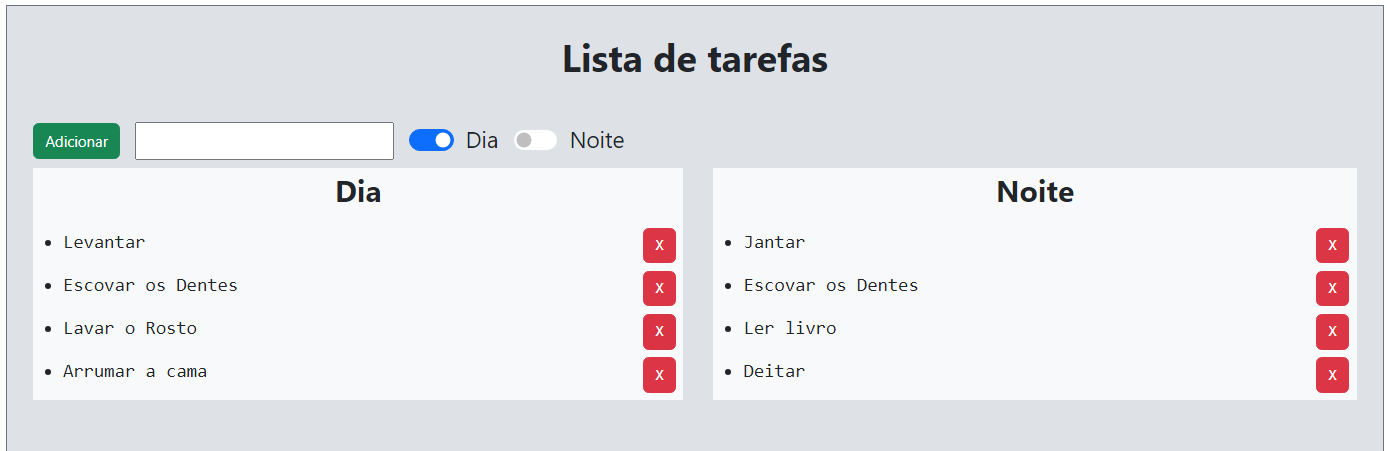 Lista de tarefas
Adicionar Dia Noite
Dia
Levantar X
Escovar os Dentes X
Lavar o Rosto X
Arrumar a cama X
Noite
Jantar X
Escovar os Dentes X
Ler livro X
Deitar X